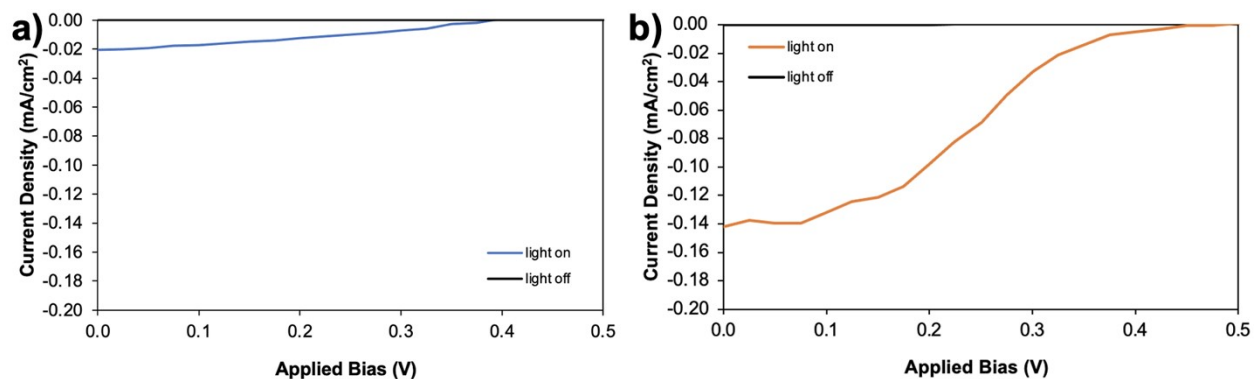 a)
Current Density (mA/cm²)
0.00
-0.02
-0.04
-0.06
-0.08
-0.10
-0.12
-0.14
-0.16
-0.18
-0.20
light on
light off
0.0 0.1 0.2 0.3 0.4 0.5
Applied Bias (V)
b)
Current Density (mA/cm²)
0.00
-0.02
-0.04
-0.06
-0.08
-0.10
-0.12
-0.14
-0.16
-0.18
-0.20
light on
light off
0.0 0.1 0.2 0.3 0.4 0.5
Applied Bias (V)